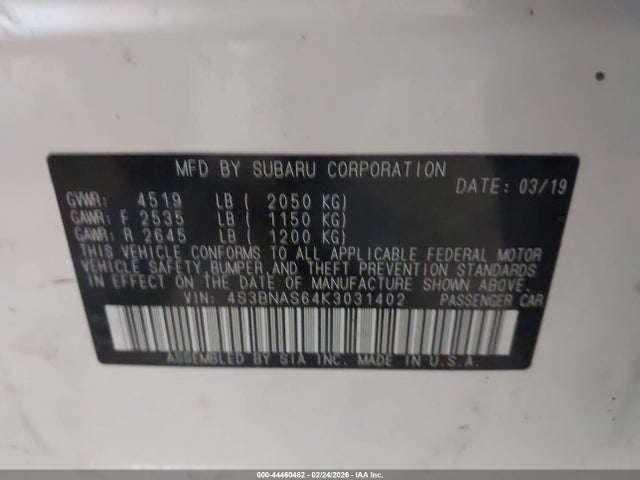 MFD BY SUBARU CORPORATION
DATE: 03/19
GVWR: 4519 LB ( 2050 KG)
GAWR: F 2535 LB ( 1150 KG)
GAWR: R 2645 LB ( 1200 KG)
THIS VEHICLE CONFORMS TO ALL APPLICABLE FEDERAL MOTOR
VEHICLE SAFETY, BUMPER AND THEFT PREVENTION STANDARDS
IN EFFECT ON THE DATE OF MANUFACTURE SHOWN ABOVE.
VIN: 4S3BNAS64K3031402 PASSENGER CAR
ASSEMBLED BY SIA INC. MADE IN U.S.A.
000-44460462 - 02/24/2026 - IAA Inc.